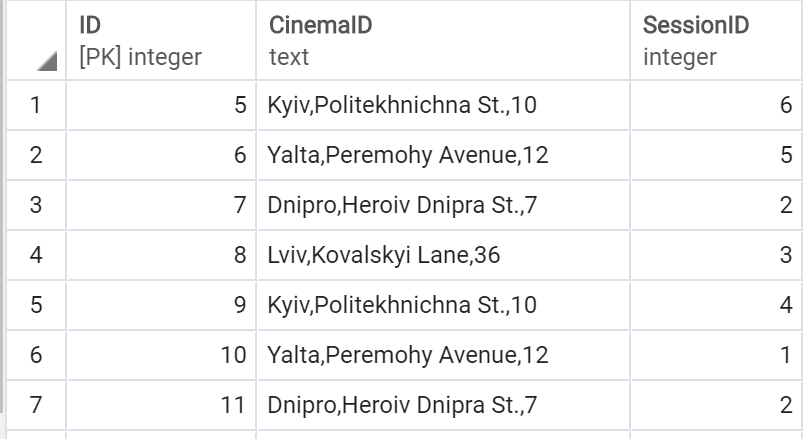 ID CinemaID SessionID
[PK] integer text integer
1 5 Kyiv,Politekhnichna St.,10 6
2 6 Yalta,Peremohy Avenue,12 5
3 7 Dnipro,Heroiv Dnipra St.,7 2
4 8 Lviv,Kovalskyi Lane,36 3
5 9 Kyiv,Politekhnichna St.,10 4
6 10 Yalta,Peremohy Avenue,12 1
7 11 Dnipro,Heroiv Dnipra St.,7 2